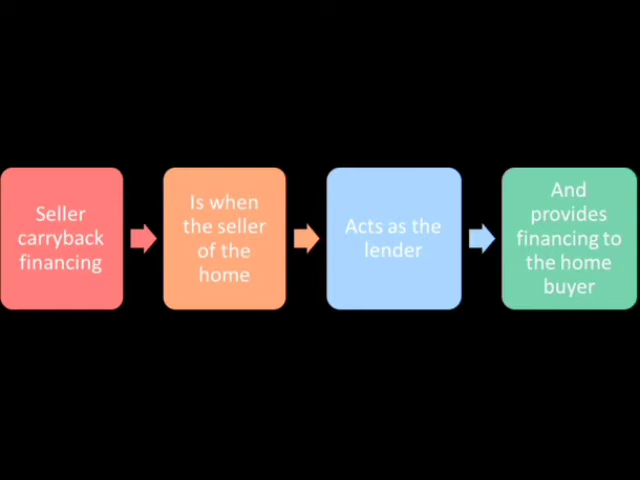 Seller
carryback
financing
Is when
the seller
of the
home
Acts as the
lender
And
provides
financing to
the home
buyer